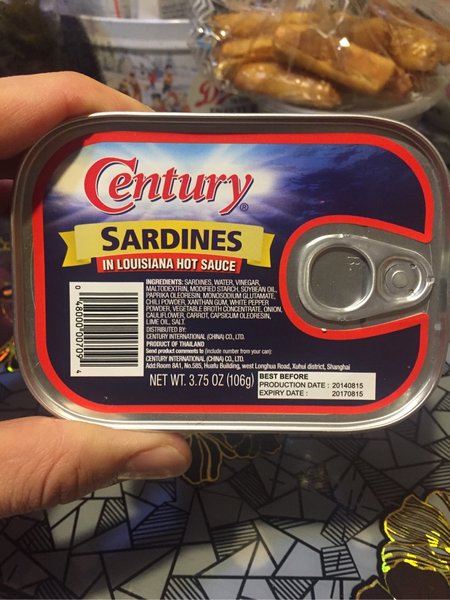 Century®
SARDINES
IN LOUISIANA HOT SAUCE
INGREDIENTS: SARDINES, WATER, VINEGAR,
MALTODEXTRIN, MODIFIED STARCH, SOYBEAN OIL,
PAPRIKA OLEORESIN, MONOSODIUM GLUTAMATE,
CHILI POWDER, XANTHAN GUM, WHITE PEPPER
POWDER, VEGETABLE BROTH CONCENTRATE, ONION,
CAULIFLOWER, CARROT, CAPSICUM OLEORESIN,
LIME OIL, SALT.
DISTRIBUTED BY:
CENTURY INTERNATIONAL (CHINA) CO., LTD.
PRODUCT OF THAILAND
Send product comments to (include number from your can):
CENTURY INTERNATIONAL (CHINA) CO., LTD.
Add:Room 8A1, No.585, Huafu Building, west Longhua Road, Xuhui district, Shanghai
NET WT. 3.75 OZ (106g)
BEST BEFORE
PRODUCTION DATE : 20140815
EXPIRY DATE : 20170815
0 48000 00709 4